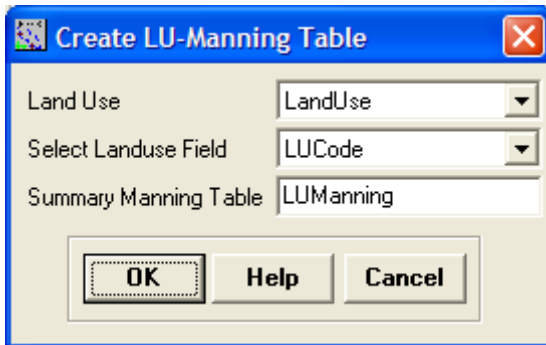 Create LU-Manning Table
Land Use LandUse
Select Landuse Field LUCode
Summary Manning Table LUManning
OK Help Cancel